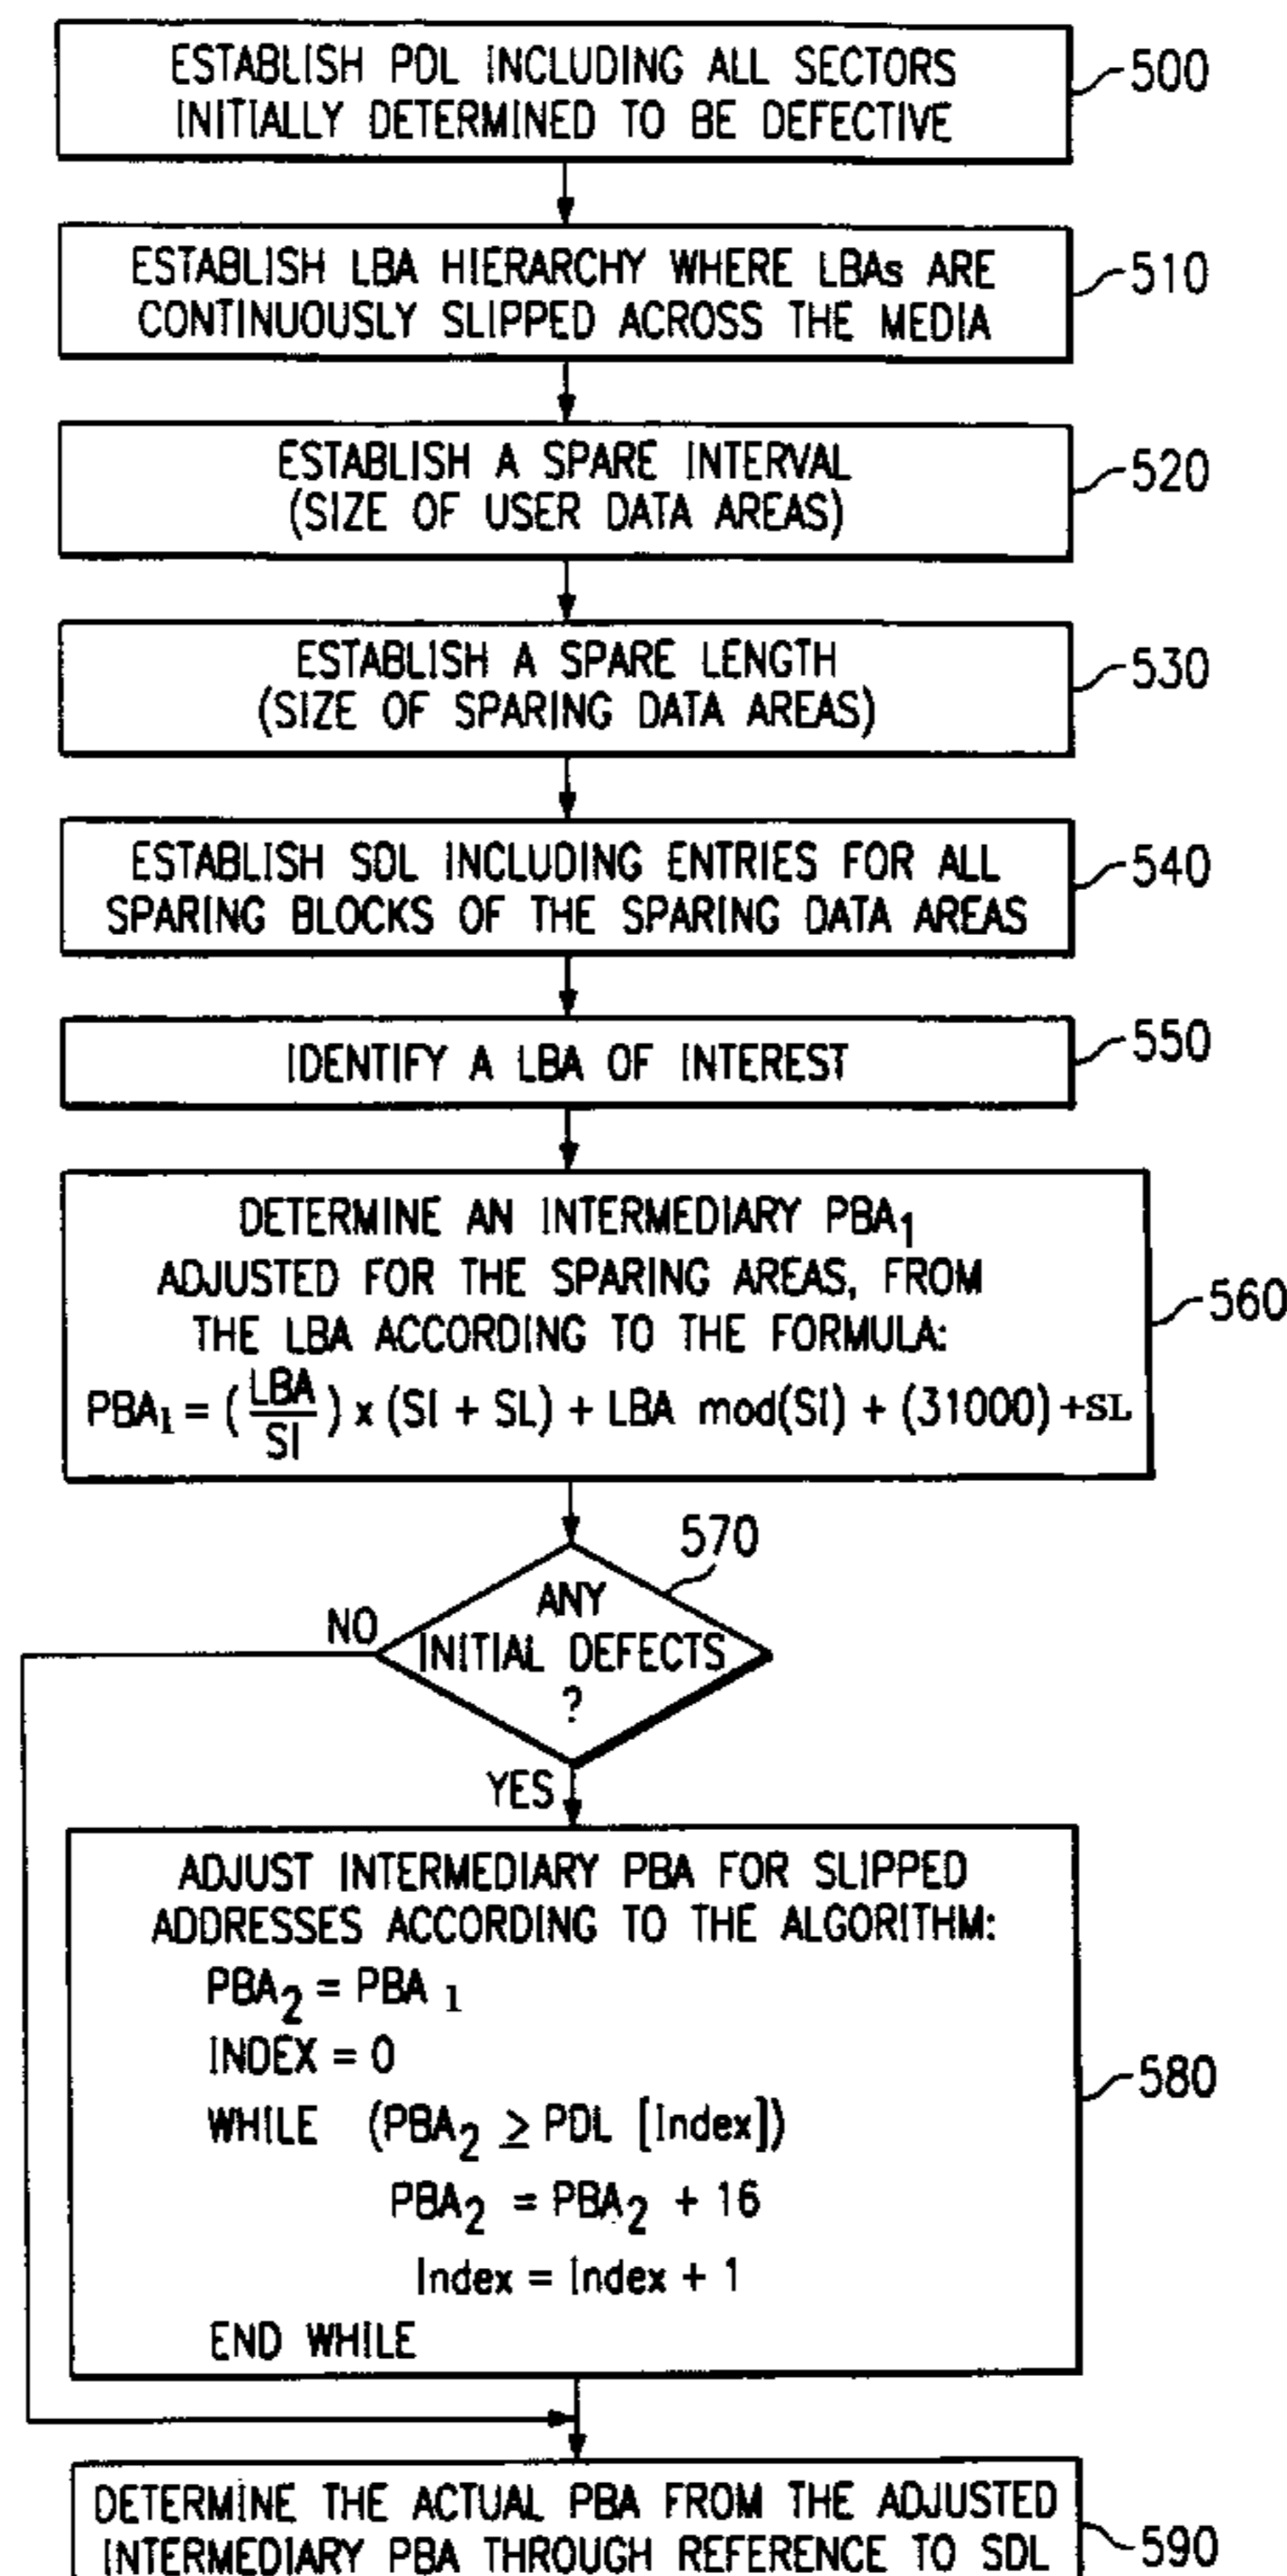 ESTABLISH PDL INCLUDING ALL SECTORS
INITIALLY DETERMINED TO BE DEFECTIVE
500
ESTABLISH LBA HIERARCHY WHERE LBAs ARE
CONTINUOUSLY SLIPPED ACROSS THE MEDIA
510
ESTABLISH A SPARE INTERVAL
(SIZE OF USER DATA AREAS)
520
ESTABLISH A SPARE LENGTH
(SIZE OF SPARING DATA AREAS)
530
ESTABLISH SDL INCLUDING ENTRIES FOR ALL
SPARING BLOCKS OF THE SPARING DATA AREAS
540
IDENTIFY A LBA OF INTEREST
550
DETERMINE AN INTERMEDIARY PBA₁
ADJUSTED FOR THE SPARING AREAS, FROM
THE LBA ACCORDING TO THE FORMULA:
PBA₁ = (LBA/SI) x (SI + SL) + LBA mod(SI) + (31000) +SL
560
570
ANY
INITIAL DEFECTS
?
NO
YES
ADJUST INTERMEDIARY PBA FOR SLIPPED
ADDRESSES ACCORDING TO THE ALGORITHM:
PBA₂ = PBA ₁
INDEX = 0
WHILE (PBA₂ ≥ PDL [Index])
PBA₂ = PBA₂ + 16
Index = Index + 1
END WHILE
580
DETERMINE THE ACTUAL PBA FROM THE ADJUSTED
INTERMEDIARY PBA THROUGH REFERENCE TO SDL
590